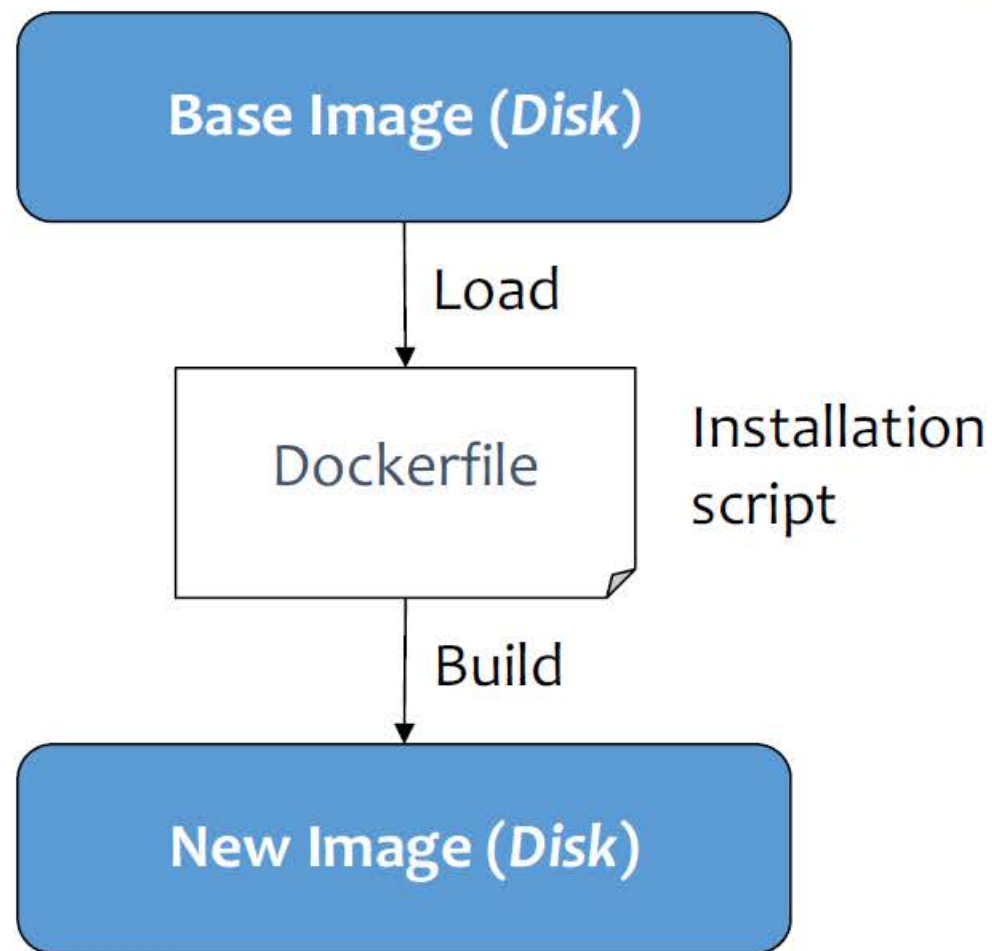 Base Image (Disk)
Load
Dockerfile
Installation
script
Build
New Image (Disk)